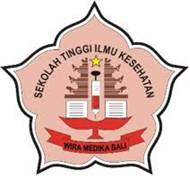 SEKOLAH TINGGI ILMU KESEHATAN
WIRA MEDIKA BALI